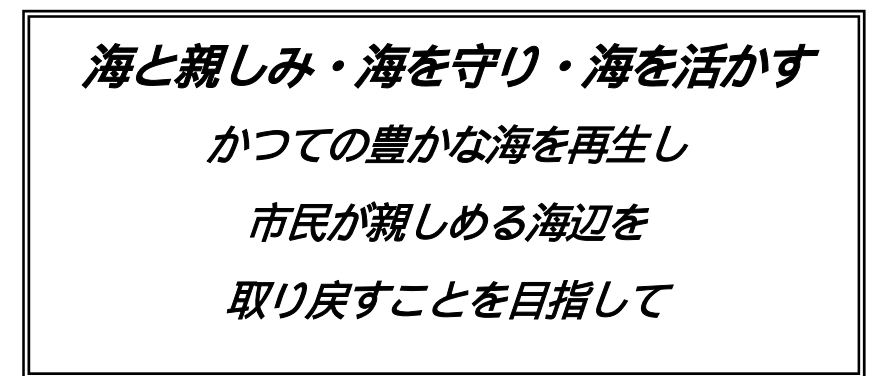 海と親しみ・海を守り・海を活かす
かつての豊かな海を再生し
市民が親しめる海辺を
取り戻すことを目指して